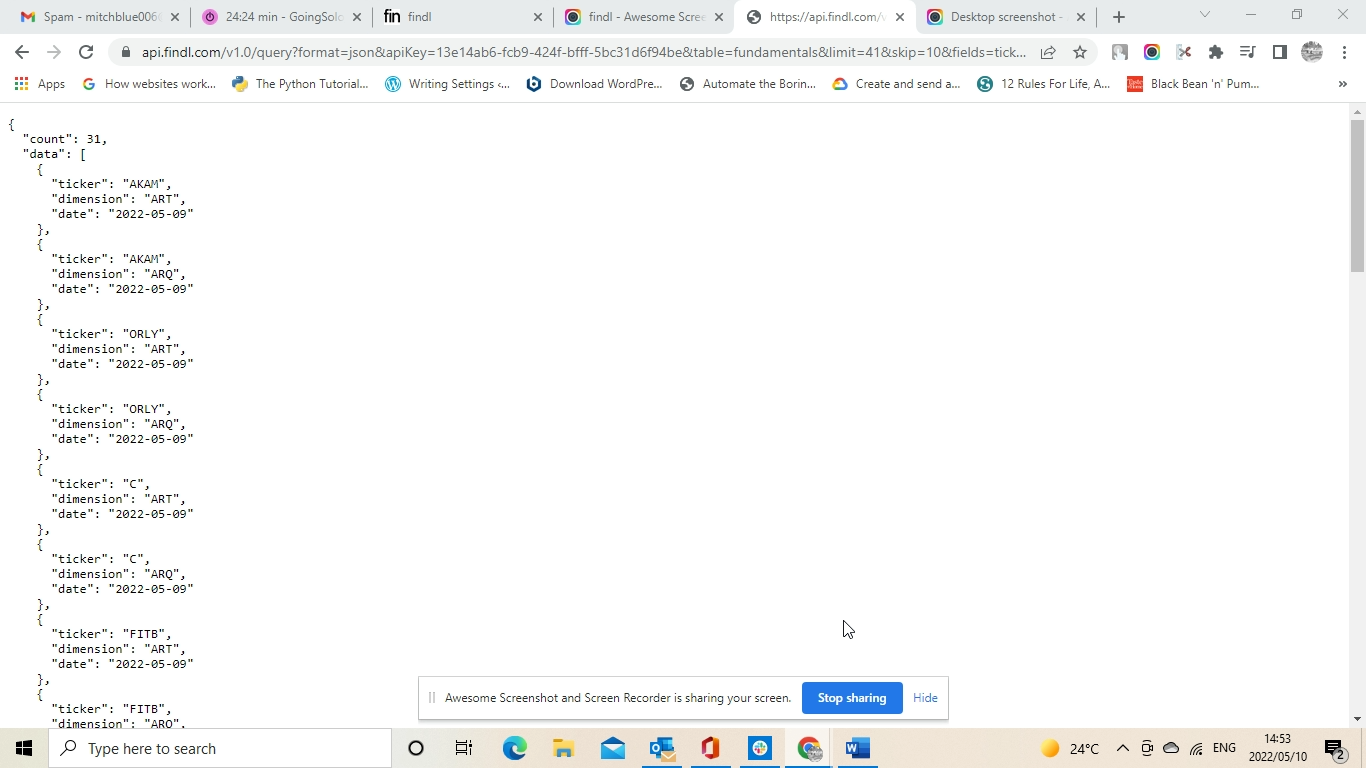 Spam - mitchblue006
24:24 min - GoingSolo
fin findl
findl - Awesome Scree
https://api.findl.com/v
Desktop screenshot -
api.findl.com/v1.0/query?format=json&apiKey=13e14ab6-fcb9-424f-bfff-5bc31d6f94be&table=fundamentals&limit=41&skip=10&fields=tick...
Apps
How websites work...
The Python Tutorial...
Writing Settings ‹...
Download WordPre...
Automate the Borin...
Create and send a...
12 Rules For Life, A...
Black Bean 'n' Pum...
»
{
"count": 31,
"data": [
{
"ticker": "AKAM",
"dimension": "ART",
"date": "2022-05-09"
},
{
"ticker": "AKAM",
"dimension": "ARQ",
"date": "2022-05-09"
},
{
"ticker": "ORLY",
"dimension": "ART",
"date": "2022-05-09"
},
{
"ticker": "ORLY",
"dimension": "ARQ",
"date": "2022-05-09"
},
{
"ticker": "C",
"dimension": "ART",
"date": "2022-05-09"
},
{
"ticker": "C",
"dimension": "ARQ",
"date": "2022-05-09"
},
{
"ticker": "FITB",
"dimension": "ART",
"date": "2022-05-09"
},
{
"ticker": "FITB",
"dimension": "ARQ",
Awesome Screenshot and Screen Recorder is sharing your screen.
Stop sharing
Hide
Type here to search
24°C
ENG
14:53
2022/05/10
2